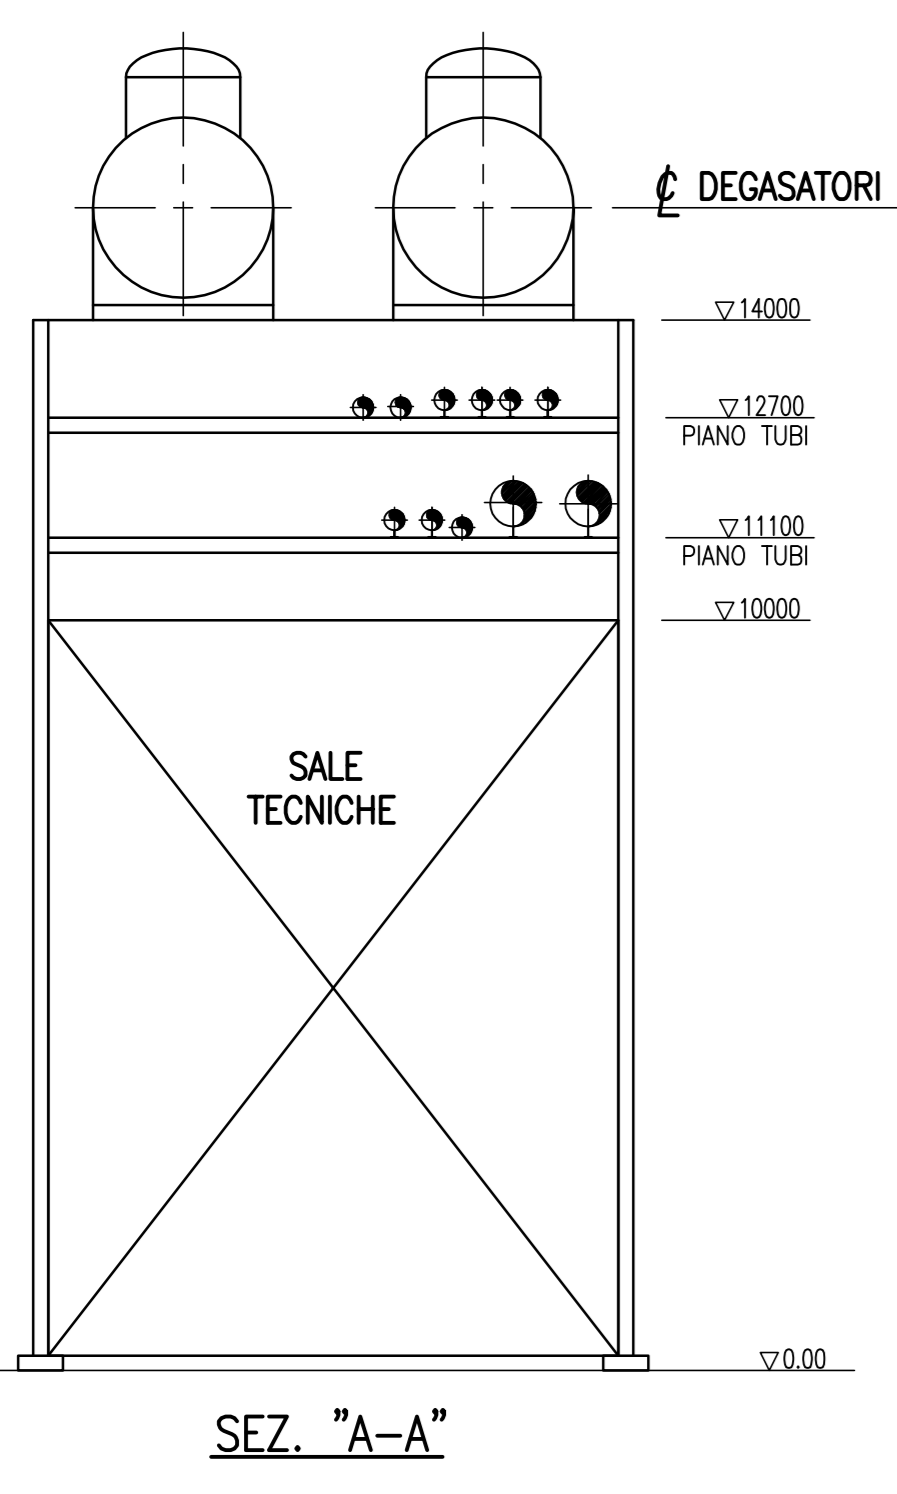 ℄ DEGASATORI
▽14000
▽12700
PIANO TUBI
▽11100
PIANO TUBI
▽10000
SALE
TECNICHE
▽0.00
SEZ. "A-A"